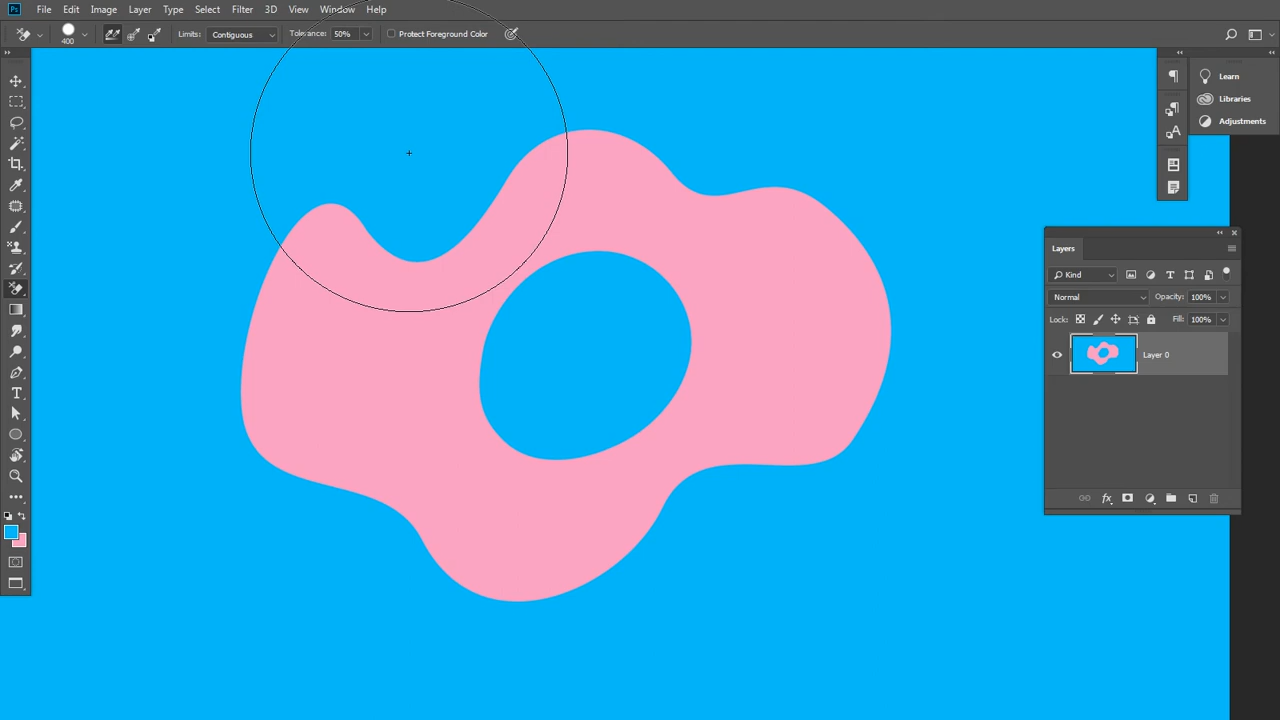 Ps File Edit Image Layer Type Select Filter 3D View Window Help
400 Limits: Contiguous Tolerance: 50% Protect Foreground Color
Learn
Libraries
Adjustments
Layers
Kind
Normal Opacity: 100%
Lock: Fill: 100%
Layer 0